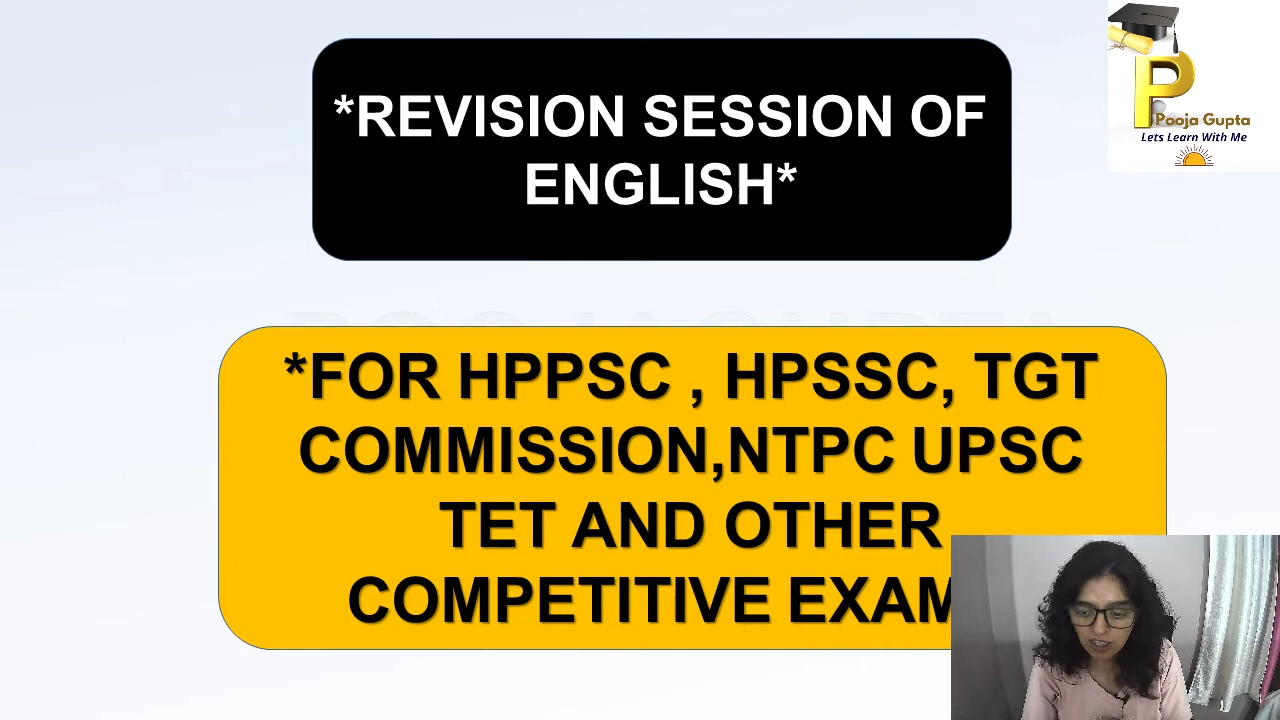 *REVISION SESSION OF
ENGLISH*
P
Pooja Gupta
Lets Learn With Me
*FOR HPPSC , HPSSC, TGT
COMMISSION,NTPC UPSC
TET AND OTHER
COMPETITIVE EXAM